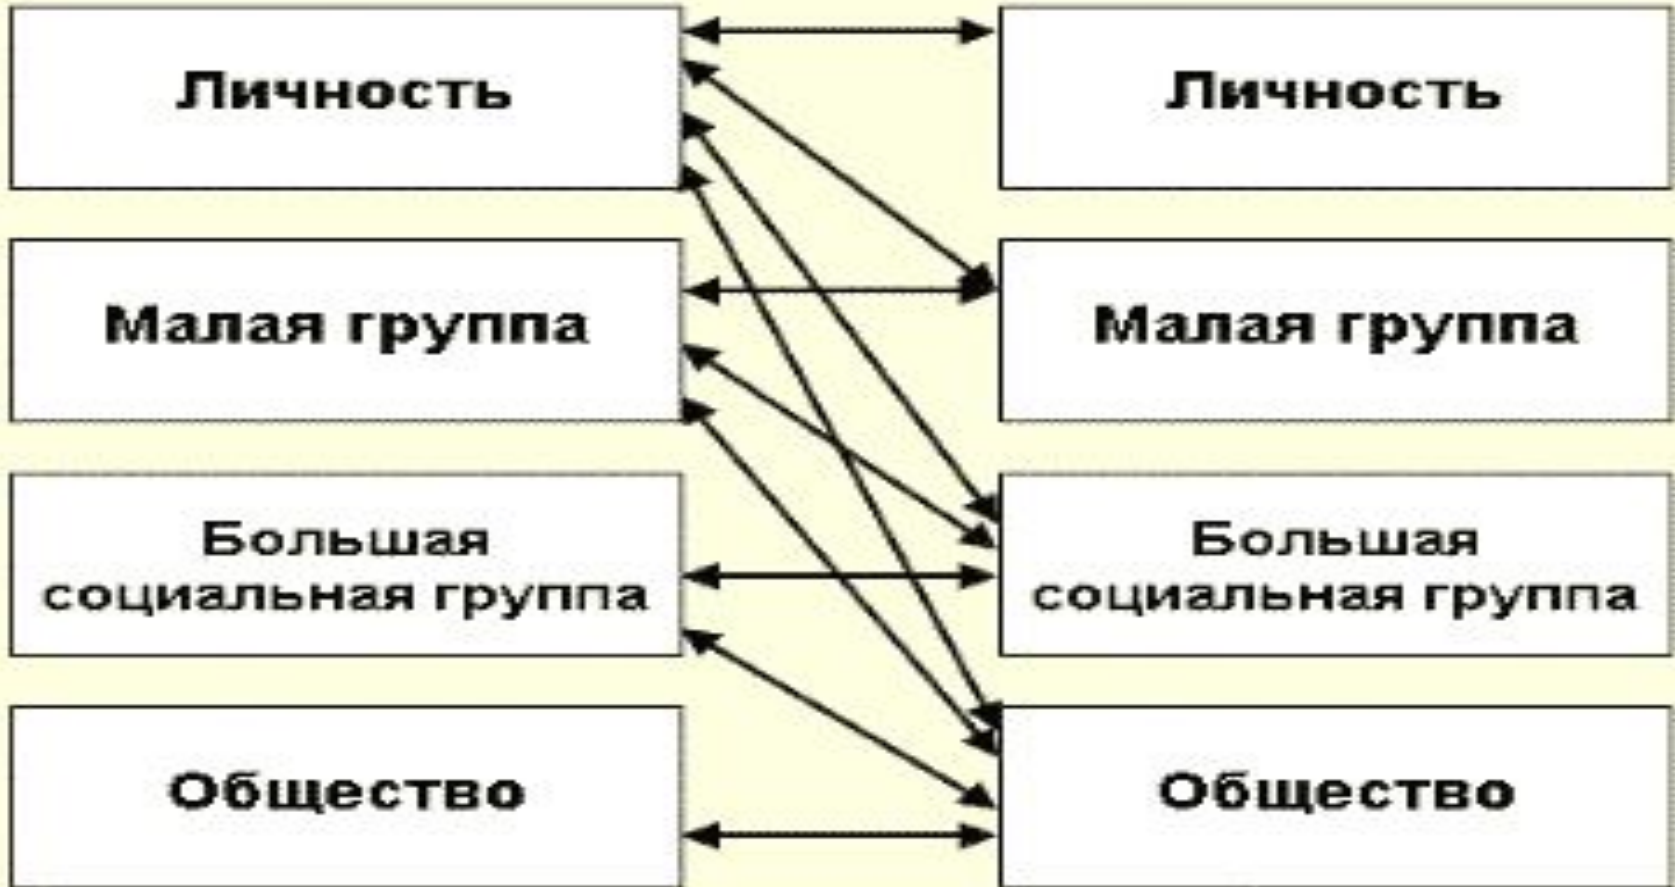 Личность
Личность
Малая группа
Малая группа
Большая
социальная группа
Большая
социальная группа
Общество
Общество